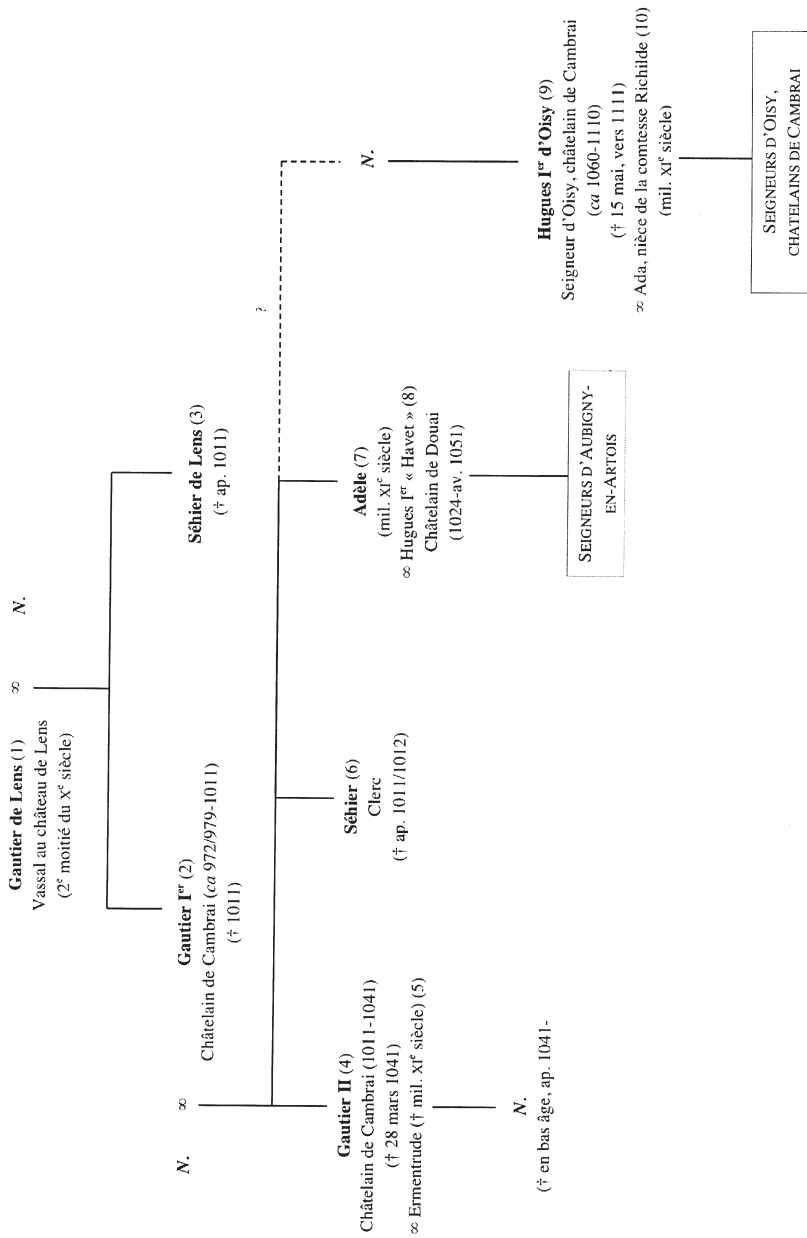 Gautier de Lens (1)
∞
N.
Vassal au château de Lens
(2e moitié du Xe siècle)
N.
∞
Gautier Ier (2)
Châtelain de Cambrai (ca 972/979-1011)
(† 1011)
Séhier de Lens (3)
(† ap. 1011)
?
Gautier II (4)
Châtelain de Cambrai (1011-1041)
(† 28 mars 1041)
∞ Ermentrude († mil. XIe siècle) (5)
Séhier (6)
Clerc
(† ap. 1011/1012)
Adèle (7)
(mil. XIe siècle)
∞ Hugues Ier « Havet » (8)
Châtelain de Douai
(1024-av. 1051)
N.
N.
(† en bas âge, ap. 1041-
SEIGNEURS D'AUBIGNY-
EN-ARTOIS
Hugues Ier d'Oisy (9)
Seigneur d'Oisy, châtelain de Cambrai
(ca 1060-1110)
(† 15 mai, vers 1111)
∞ Ada, nièce de la comtesse Richilde (10)
(mil. XIe siècle)
SEIGNEURS D'OISY,
CHATELAINS DE CAMBRAI